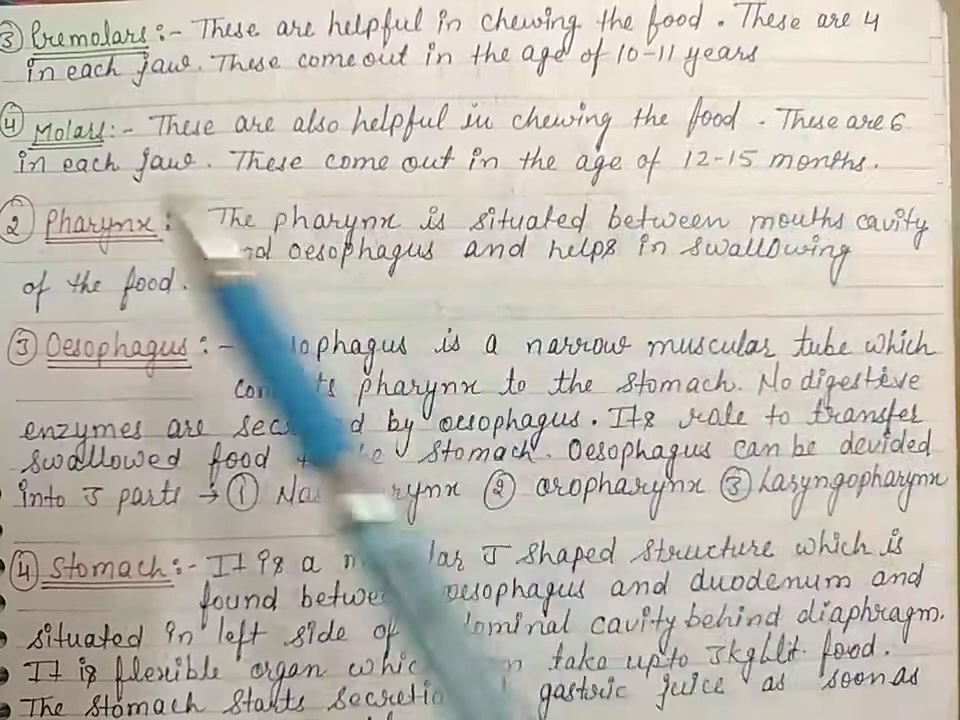 ③ Premolars :- These are helpful in chewing the food. These are 4
in each jaw. These come out in the age of 10-11 years
④ Molars :- These are also helpful in chewing the food. These are 6
in each jaw. These come out in the age of 12-15 months.
② Pharynx : The pharynx is situated between mouths cavity
oesophagus and helps in swallowing
of the food.
③ Oesophagus :- is a narrow muscular tube which
pharynx to the stomach. No digestive
enzymes are by oesophagus. Its role to transfer
swallowed food stomach. Oesophagus can be devided
into 3 parts → ① ② oropharynx ③ Laryngopharynx
④ Stomach :- It is a J shaped structure which is
found oesophagus and duodenum and
situated in left side of cavity behind diaphragm.
It is flexible organ take upto food.
The stomach starts gastric juice as soon as